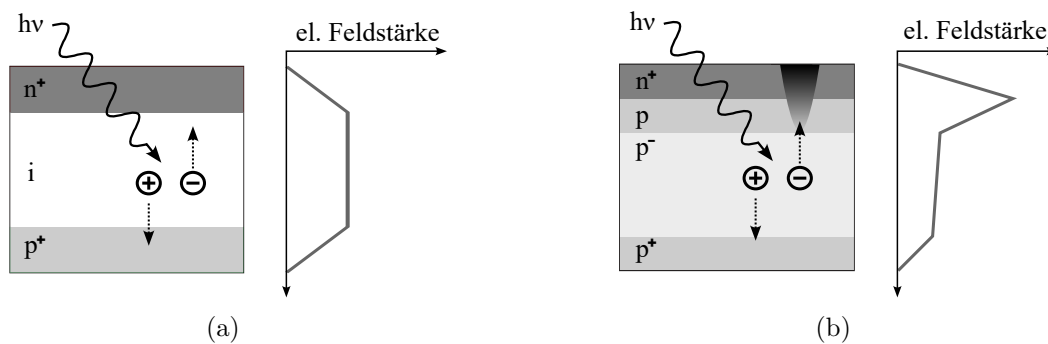 hν
el. Feldstärke
n⁺
i
p⁺
(a)
hν
el. Feldstärke
n⁺
p
p⁻
p⁺
(b)